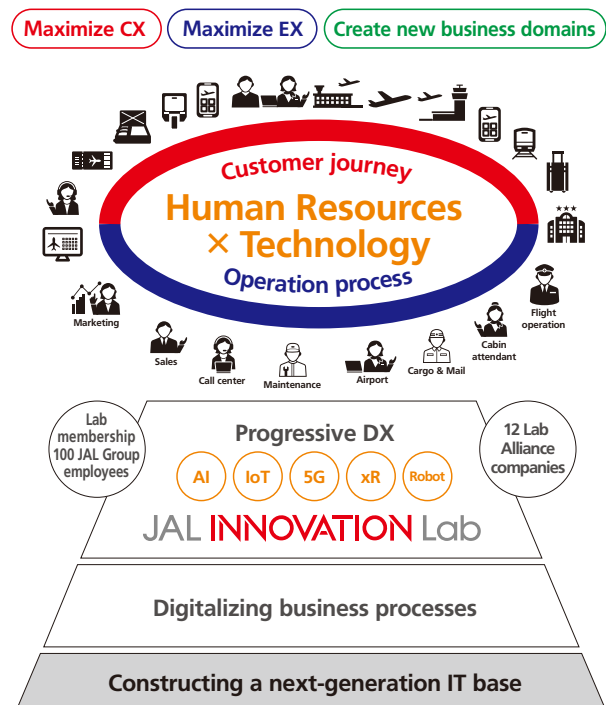 Maximize CX
Maximize EX
Create new business domains
Customer journey
Human Resources
× Technology
Operation process
Marketing
Sales
Call center
Maintenance
Airport
Cargo & Mail
Cabin
attendant
Flight
operation
Lab
membership
100 JAL Group
employees
Progressive DX
12 Lab
Alliance
companies
AI
IoT
5G
xR
Robot
JAL INNOVATION Lab
Digitalizing business processes
Constructing a next-generation IT base